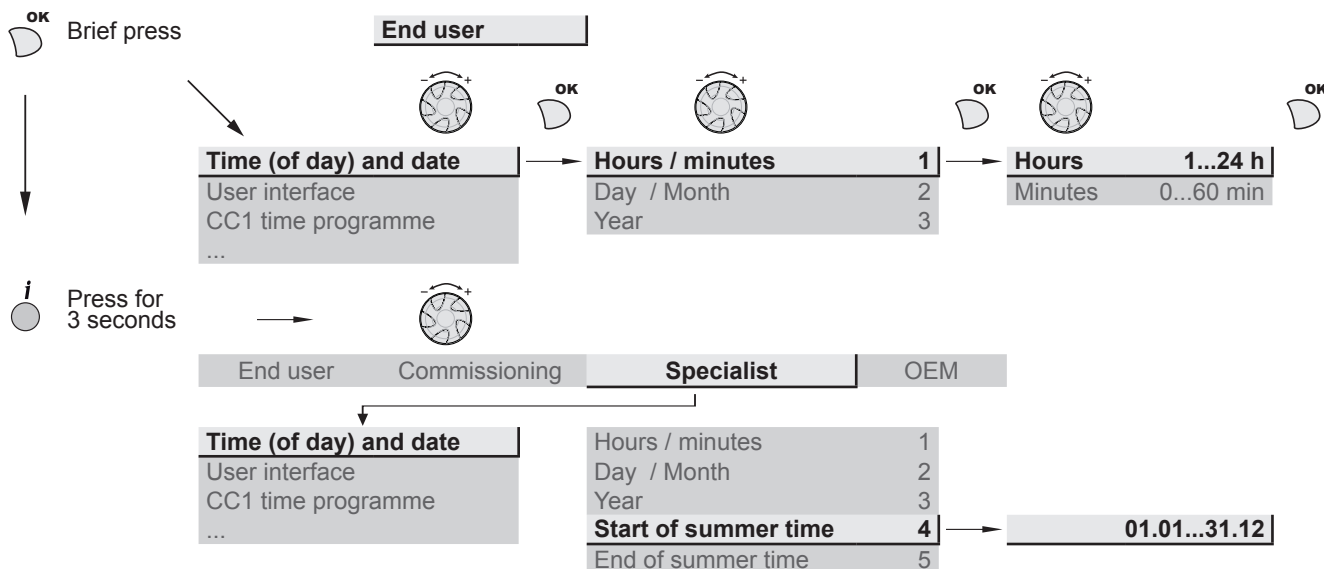 OK
Brief press
End user
OK
OK
OK
Time (of day) and date
User interface
CC1 time programme
...
Hours / minutes 1
Day / Month 2
Year 3
Hours 1...24 h
Minutes 0...60 min
i
Press for
3 seconds
End user Commissioning Specialist OEM
Time (of day) and date
User interface
CC1 time programme
...
Hours / minutes 1
Day / Month 2
Year 3
Start of summer time 4
End of summer time 5
01.01...31.12